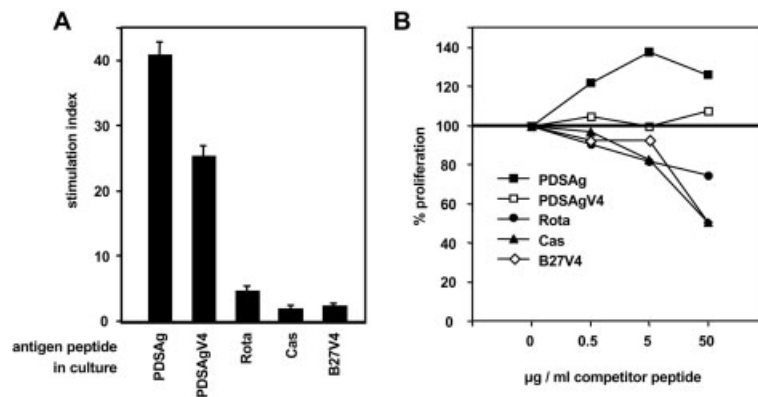 A
40
30
20
10
0
stimulation index
antigen peptide
in culture
PDSAg
PDSAgV4
Rota
Cas
B27V4
B
140
120
100
80
60
40
20
0
% proliferation
PDSAg
PDSAgV4
Rota
Cas
B27V4
0 0.5 5 50
µg / ml competitor peptide